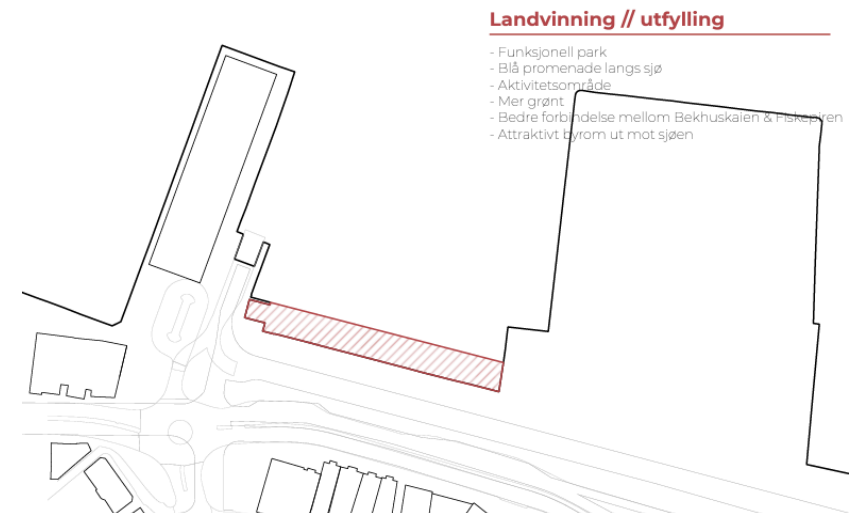 Landvinning // utfylling
- Funksjonell park
- Blå promenade langs sjø
- Aktivitetsområde
- Mer grønt
- Bedre forbindelse mellom Bekhuskaien & Fiskepiren
- Attraktivt byrom ut mot sjøen